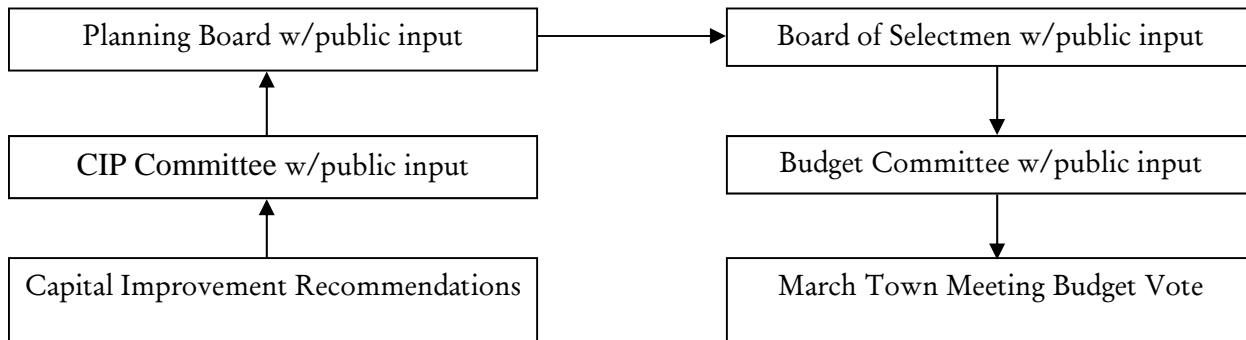 Planning Board w/public input
Board of Selectmen w/public input
CIP Committee w/public input
Budget Committee w/public input
Capital Improvement Recommendations
March Town Meeting Budget Vote